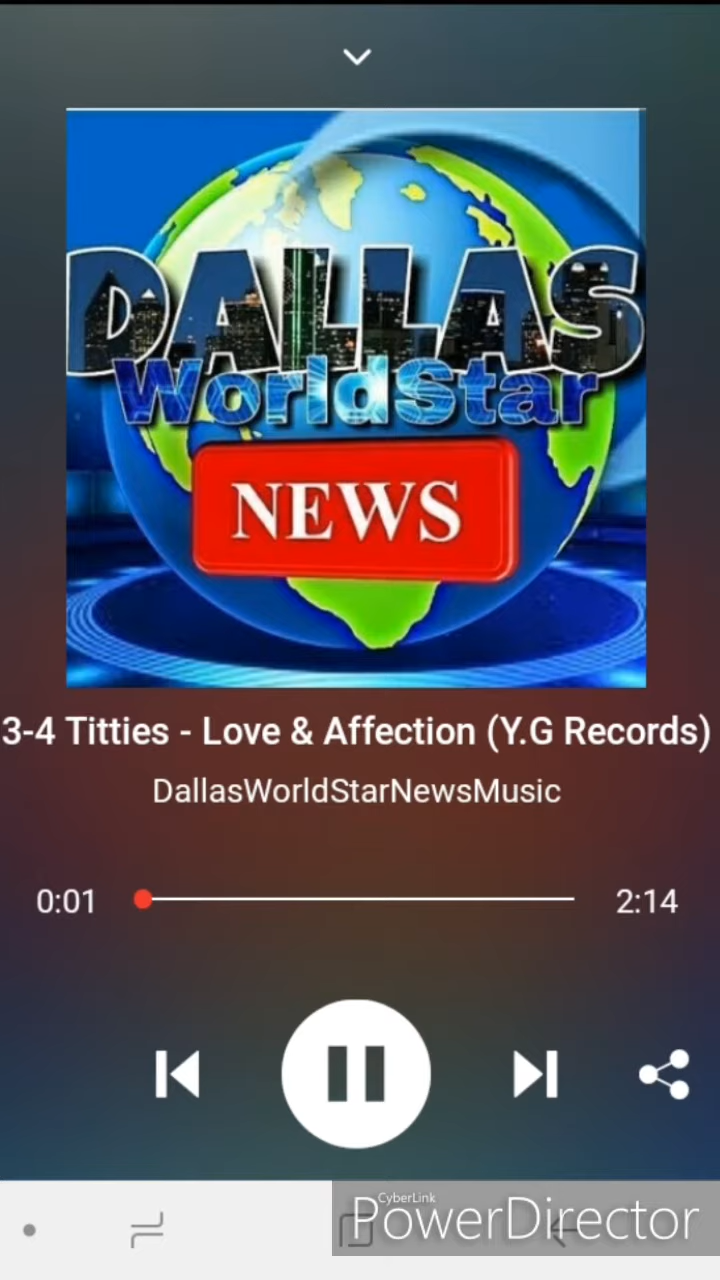 DALLAS
WorldStar
NEWS
3-4 Titties - Love & Affection (Y.G Records)
DallasWorldStarNewsMusic
0:01
2:14
CyberLink
PowerDirector